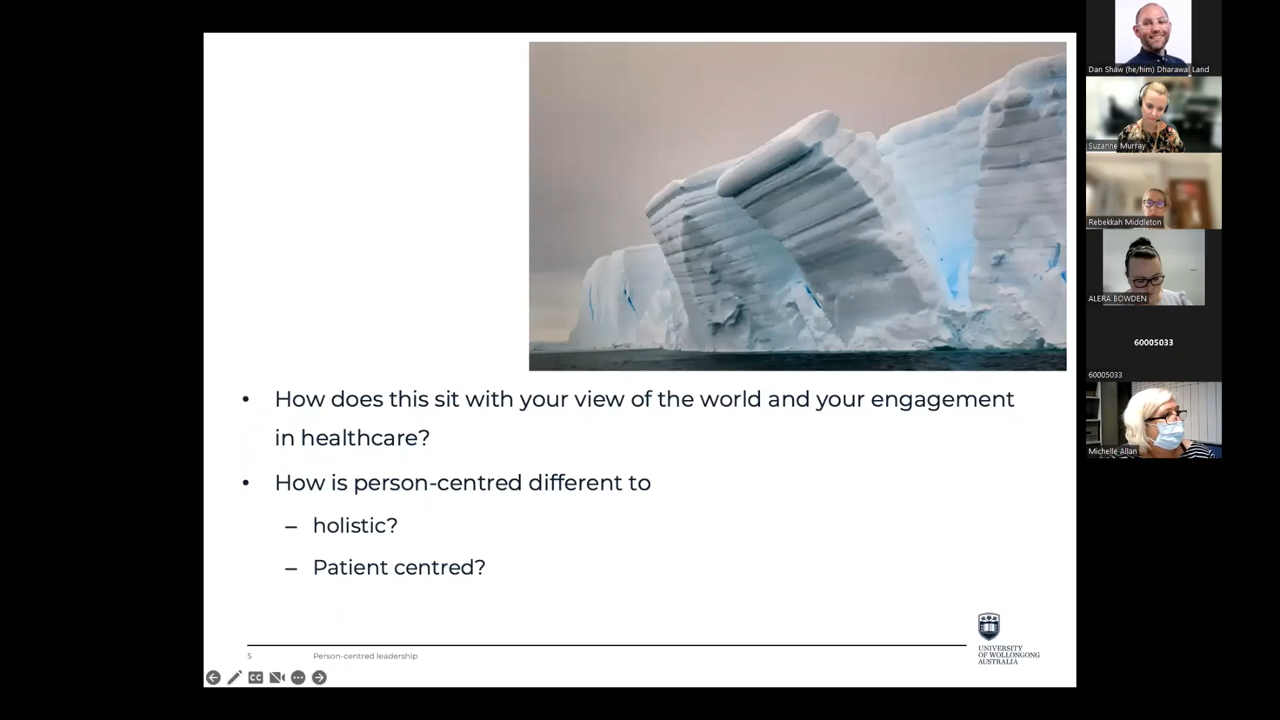 How does this sit with your view of the world and your engagement
in healthcare?
How is person-centred different to
– holistic?
– Patient centred?
5
Person-centred leadership
UNIVERSITY
OF WOLLONGONG
AUSTRALIA
CC
Dan Shaw (he/him) Dharawal Land
Suzanne Murray
Rebekkah Middleton
ALERA BOWDEN
60005033
60005033
Michelle Allan